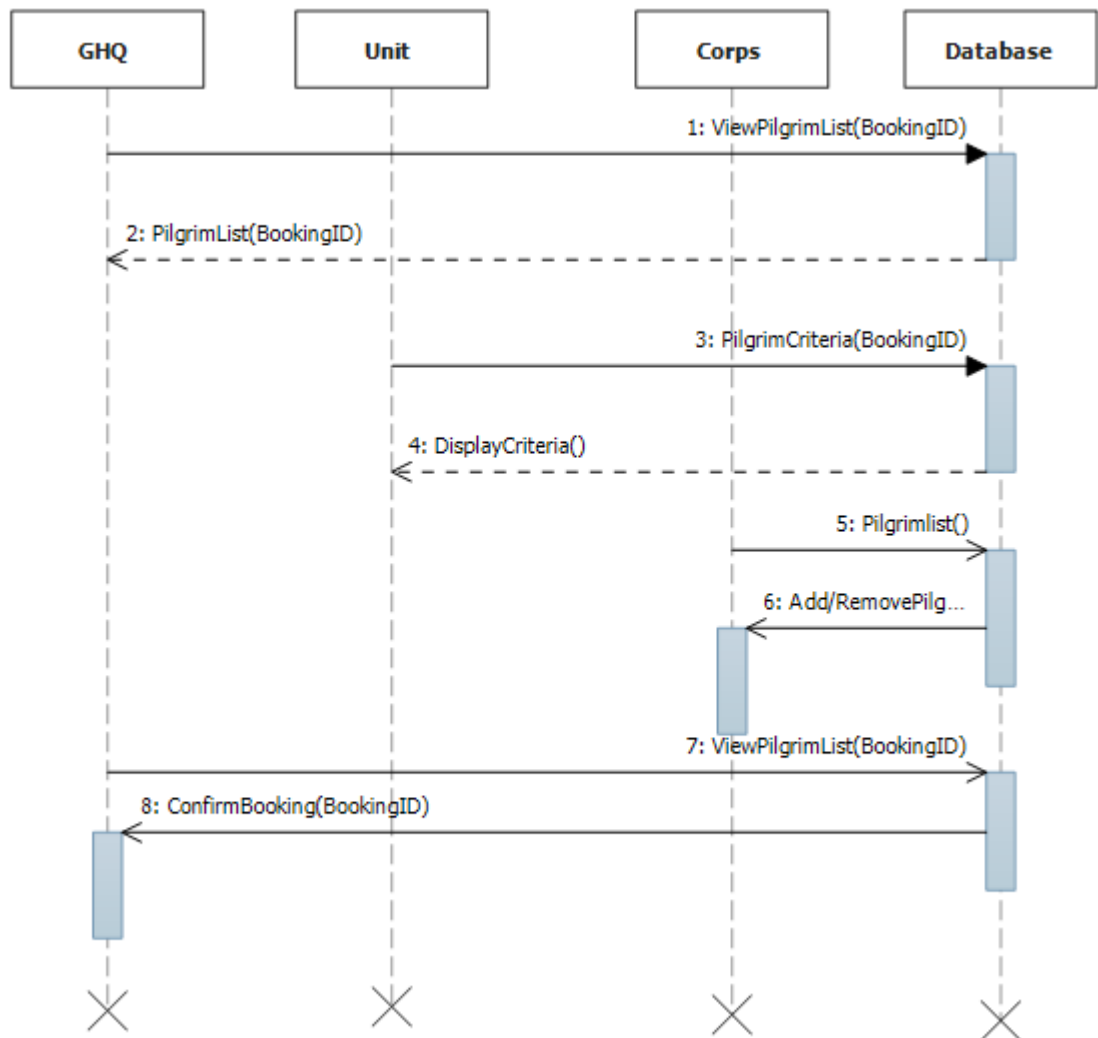 GHQ
Unit
Corps
Database
1: ViewPilgrimList(BookingID)
2: PilgrimList(BookingID)
3: PilgrimCriteria(BookingID)
4: DisplayCriteria()
5: Pilgrimlist()
6: Add/RemovePilg...
7: ViewPilgrimList(BookingID)
8: ConfirmBooking(BookingID)